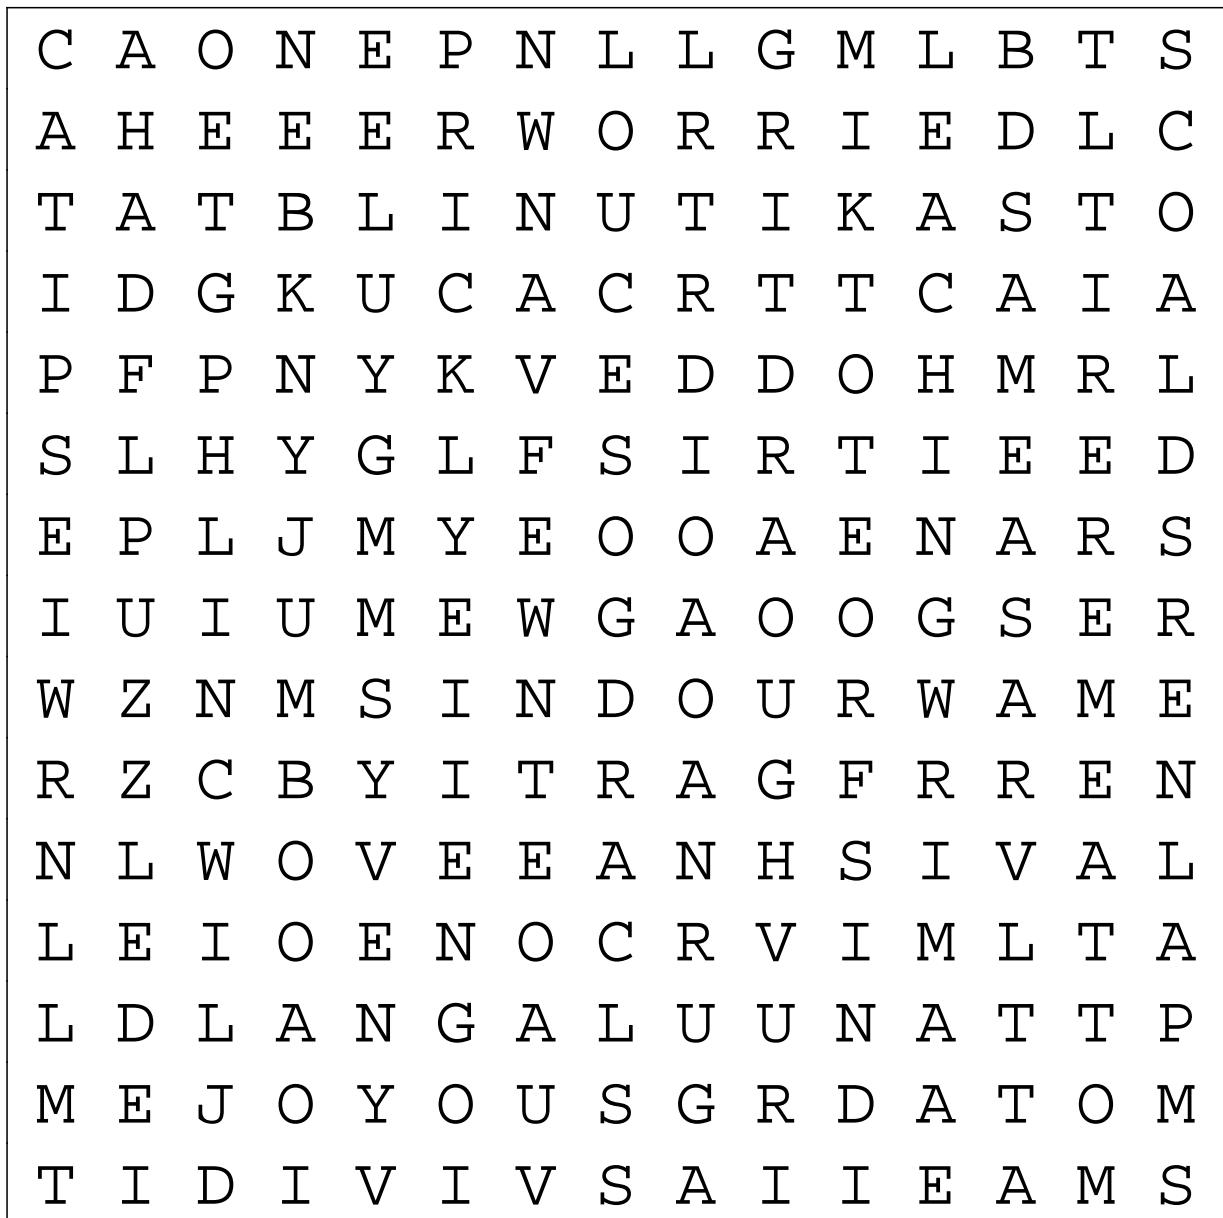 C A O N E P N L L G M L B T S
A H E E E R W O R R I E D L C
T A T B L I N U T I K A S T O
I D G K U C A C R T T C A I A
P F P N Y K V E D D O H M R L
S L H Y G L F S I R T I E E D
E P L J M Y E O O A E N A R S
I U I U M E W G A O O G S E R
W Z N M S I N D O U R W A M E
R Z C B Y I T R A G F R R E N
N L W O V E E A N H S I V A L
L E I O E N O C R V I M L T A
L D L A N G A L U U N A T T P
M E J O Y O U S G R D A T O M
T I D I V I V S A I I E A M S